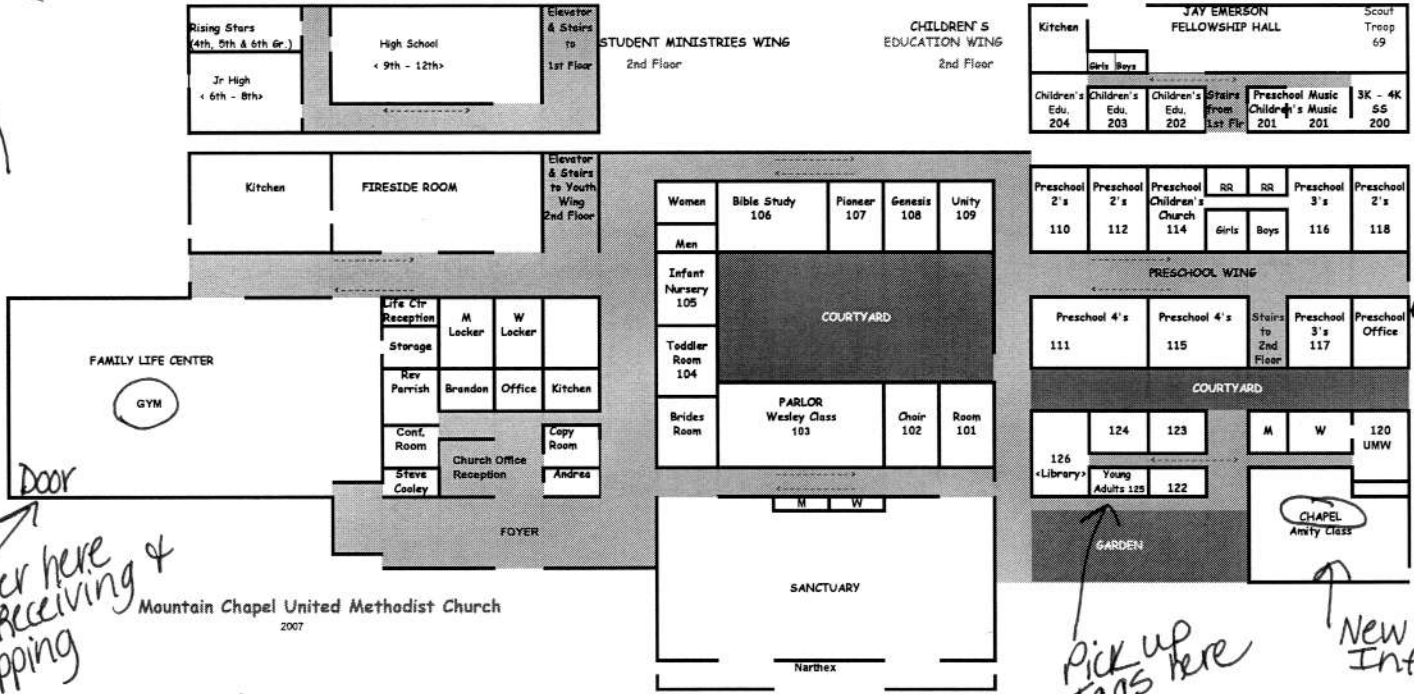 Rising Stars
(4th, 5th & 6th Gr.)
Jr High
< 6th - 8th>
High School
< 9th - 12th>
Elevator
& Stairs
to
1st Floor
STUDENT MINISTRIES WING
2nd Floor
CHILDREN'S
EDUCATION WING
2nd Floor
Kitchen
JAY EMERSON
FELLOWSHIP HALL
Scout
Troop
69
Girls
Boys
Children's
Edu.
204
Children's
Edu.
203
Children's
Edu.
202
Stairs
from
1st Flr
Preschool Music
Children's Music
201
201
3K - 4K
SS
200
Kitchen
FIRESIDE ROOM
Elevator
& Stairs
to Youth
Wing
2nd Floor
Women
Men
Bible Study
106
Pioneer
107
Genesis
108
Unity
109
Preschool
2's
110
Preschool
2's
112
Preschool
Children's
Church
114
RR
RR
Girls
Boys
Preschool
3's
116
Preschool
2's
118
PRESCHOOL WING
Infant
Nursery
105
COURTYARD
Toddler
Room
104
Brides
Room
PARLOR
Wesley Class
103
Choir
102
Room
101
Preschool 4's
111
Preschool 4's
115
Stairs
to
2nd
Floor
Preschool
3's
117
Preschool
Office
COURTYARD
FAMILY LIFE CENTER
GYM
Life Ctr
Reception
Storage
M
Locker
W
Locker
Rev
Parrish
Brandon
Office
Kitchen
Conf.
Room
Church Office
Reception
Copy
Room
Steve
Cooley
Andrea
FOYER
126
<Library>
124
123
Young
Adults 125
122
M
W
120
UMW
CHAPEL
Amity Class
GARDEN
M
W
SANCTUARY
Narthex
Door
here
Receiving &
Mountain Chapel United Methodist Church
2007
Pick up
here
New